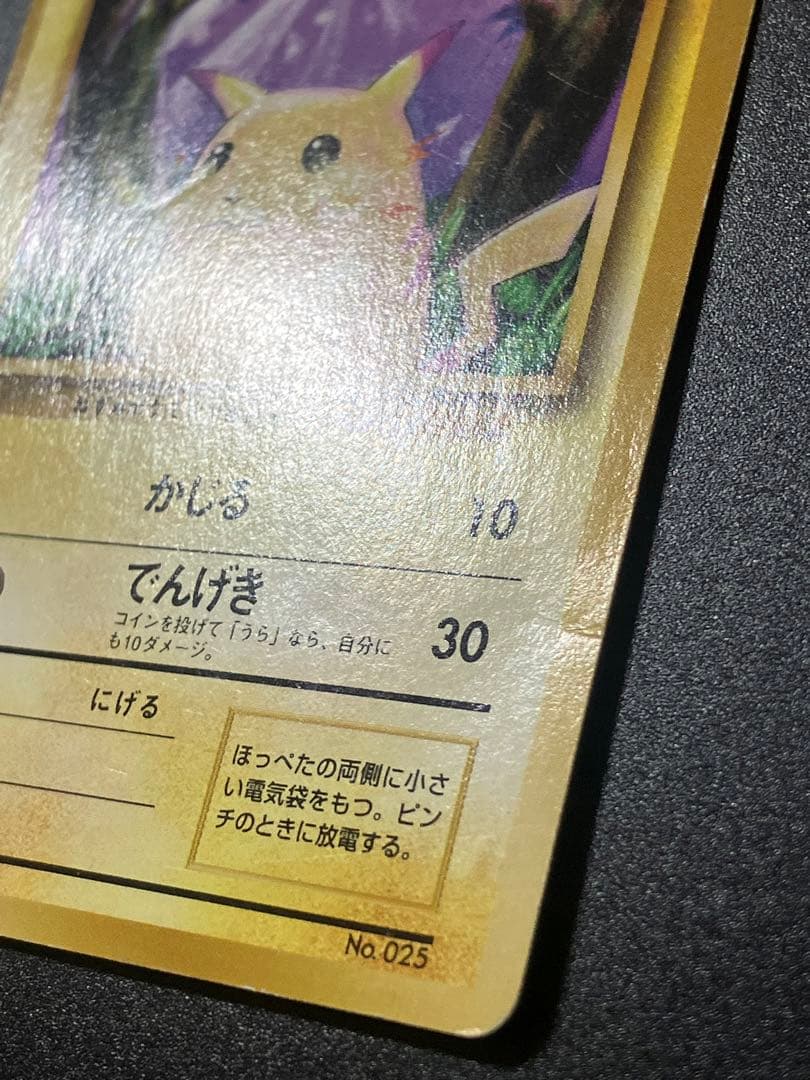 かじる 10
でんげき 30
コインを投げて「うら」なら、自分に
も10ダメージ。
にげる
ほっぺたの両側に小さ
い電気袋をもつ。ピン
チのときに放電する。
No. 025